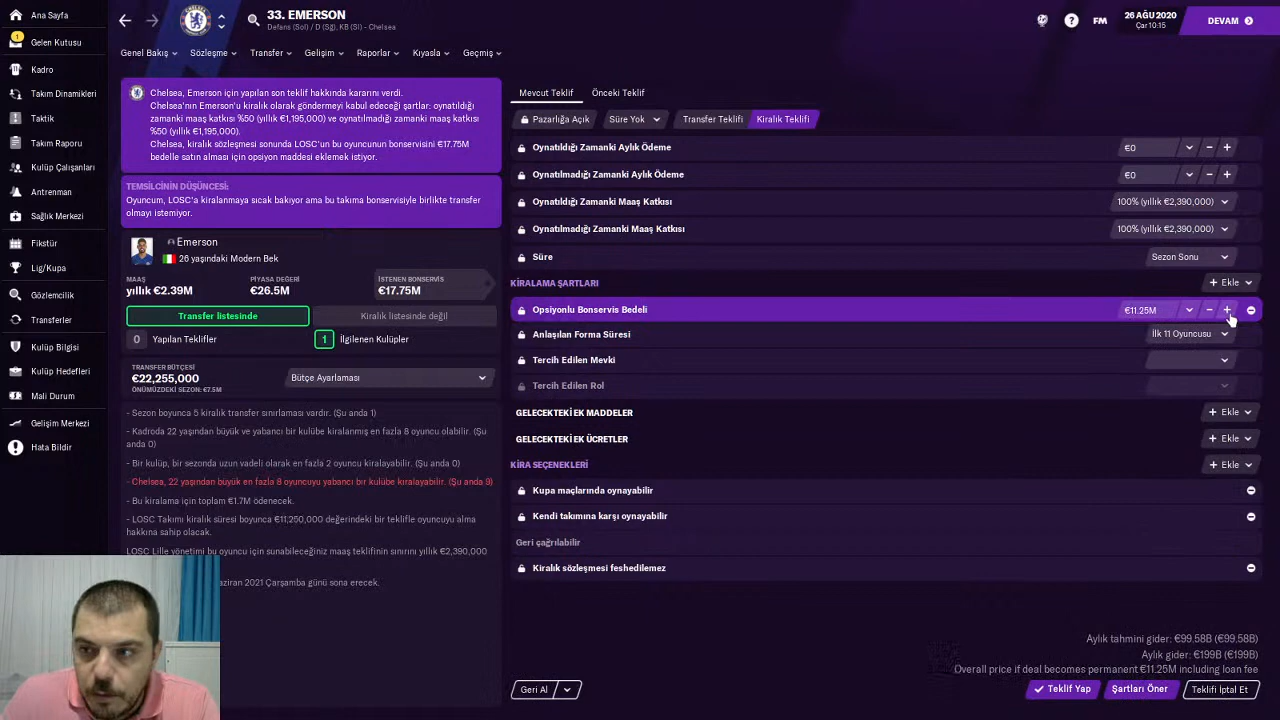 Ana Sayfa
33. EMERSON
Defans (Sol) / D (Sğ), KB (Sl) - Chelsea
FM
26 AĞU 2020
Çar 10:15
DEVAM
1
Gelen Kutusu
Genel Bakış
Sözleşme
Transfer
Gelişim
Raporlar
Kıyasla
Geçmiş
Kadro
Takım Dinamikleri
Taktik
Takım Raporu
Kulüp Çalışanları
Antrenman
Sağlık Merkezi
Fikstür
Lig/Kupa
Gözlemcilik
Transferler
Kulüp Bilgisi
Kulüp Hedefleri
Mali Durum
Gelişim Merkezi
Hata Bildir
Chelsea, Emerson için yapılan son teklif hakkında kararını verdi.
Chelsea'nin Emerson'u kiralık olarak göndermeyi kabul edeceği şartlar: oynatıldığı
zamanki maaş katkısı %50 (yıllık €1,195,000) ve oynatılmadığı zamanki maaş katkısı
%50 (yıllık €1,195,000).
Chelsea, kiralık sözleşmesi sonunda LOSC'un bu oyuncunun bonservisini €17.75M
bedelle satın alması için opsiyon maddesi eklemek istiyor.
TEMSİLCİNİN DÜŞÜNCESİ:
Oyuncum, LOSC'a kiralanmaya sıcak bakıyor ama bu takıma bonservisiyle birlikte transfer
olmayı istemiyor.
Emerson
26 yaşındaki Modern Bek
MAAŞ
yıllık €2.39M
PİYASA DEĞERİ
€26.5M
İSTENEN BONSERVİS
€17.75M
Transfer listesinde
Kiralık listesinde değil
0
Yapılan Teklifler
1
İlgilenen Kulüpler
TRANSFER BÜTÇESİ
€22,255,000
ÖNÜMÜZDEKİ SEZON: €7.5M
Bütçe Ayarlaması
- Sezon boyunca 5 kiralık transfer sınırlaması vardır. (Şu anda 1)
- Kadroda 22 yaşından büyük ve yabancı bir kulübe kiralanmış en fazla 8 oyuncu olabilir. (Şu
anda 0)
- Bir kulüp, bir sezonda uzun vadeli olarak en fazla 2 oyuncu kiralayabilir. (Şu anda 0)
- Chelsea, 22 yaşından büyük en fazla 8 oyuncuyu yabancı bir kulübe kiralayabilir. (Şu anda 9)
- Bu kiralama için toplam €1.7M ödenecek.
- LOSC Takımı kiralık süresi boyunca €11,250,000 değerindeki bir teklifle oyuncuyu alma
hakkına sahip olacak.
LOSC Lille yönetimi bu oyuncu için sunabileceğiniz maaş teklifinin sınırını yıllık €2,390,000
2021 Çarşamba günü sona erecek.
Mevcut Teklif
Önceki Teklif
Pazarlığa Açık
Süre Yok
Transfer Teklifi
Kiralık Teklifi
Oynatıldığı Zamanki Aylık Ödeme
€0
Oynatılmadığı Zamanki Aylık Ödeme
€0
Oynatıldığı Zamanki Maaş Katkısı
100% (yıllık €2,390,000)
Oynatılmadığı Zamanki Maaş Katkısı
100% (yıllık €2,390,000)
Süre
Sezon Sonu
KİRALAMA ŞARTLARI
+ Ekle
Opsiyonlu Bonservis Bedeli
€11.25M
Anlaşılan Forma Süresi
İlk 11 Oyuncusu
Tercih Edilen Mevki
Tercih Edilen Rol
GELECEKTEKİ EK MADDELER
+ Ekle
GELECEKTEKİ EK ÜCRETLER
+ Ekle
KİRA SEÇENEKLERİ
+ Ekle
Kupa maçlarında oynayabilir
Kendi takımına karşı oynayabilir
Geri çağrılabilir
Kiralık sözleşmesi feshedilemez
Aylık tahmini gider: €99.58B (€99.58B)
Aylık gider: €199B (€199B)
Overall price if deal becomes permanent €11.25M including loan fee
Geri Al
Teklif Yap
Şartları Öner
Teklifi İptal Et